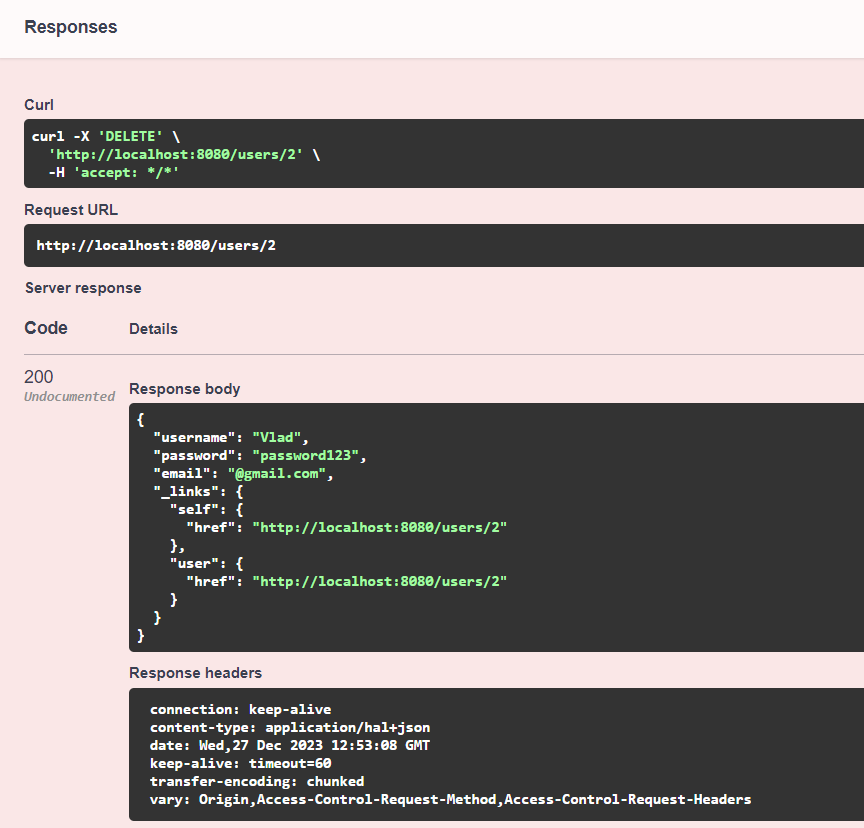 Responses
Curl
curl -X 'DELETE' \
  'http://localhost:8080/users/2' \
  -H 'accept: */*'
Request URL
http://localhost:8080/users/2
Server response
Code Details
200
Undocumented
Response body
{
  "username": "Vlad",
  "password": "password123",
  "email": "@gmail.com",
  "_links": {
    "self": {
      "href": "http://localhost:8080/users/2"
    },
    "user": {
      "href": "http://localhost:8080/users/2"
    }
  }
}
Response headers
connection: keep-alive
content-type: application/hal+json
date: Wed,27 Dec 2023 12:53:08 GMT
keep-alive: timeout=60
transfer-encoding: chunked
vary: Origin,Access-Control-Request-Method,Access-Control-Request-Headers